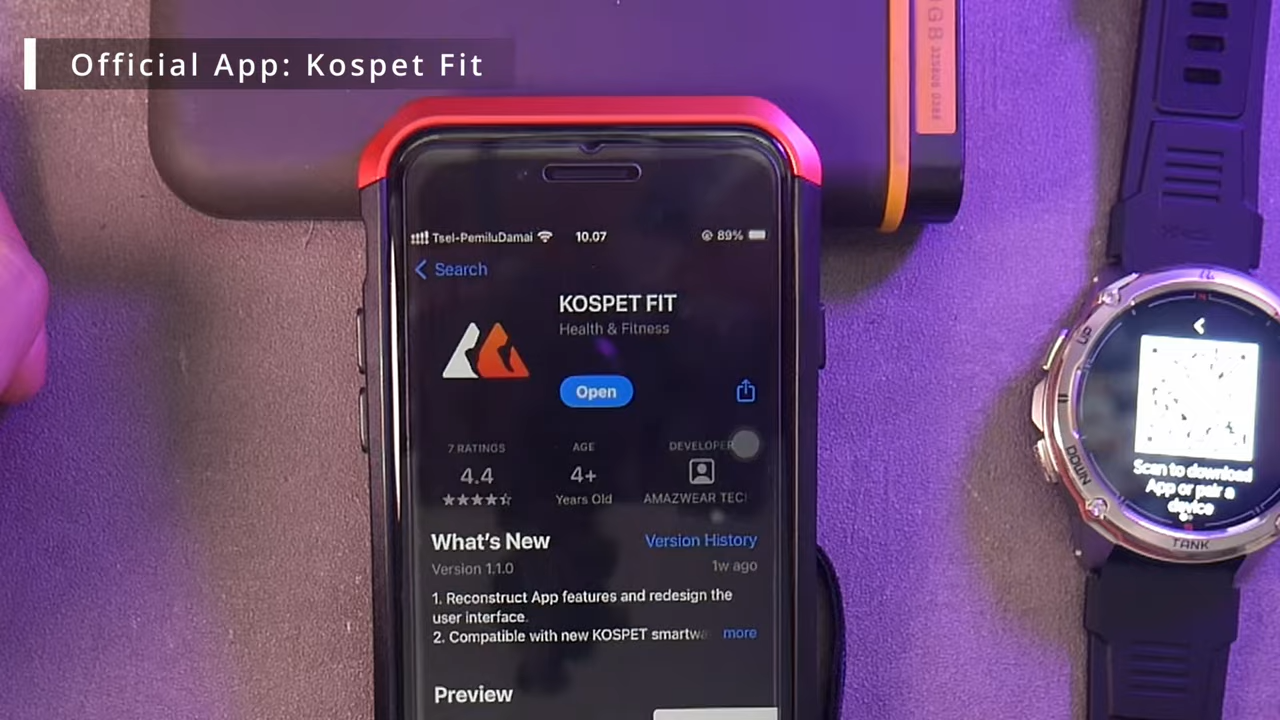 Official App: Kospet Fit
Tsel-PemiluDamai 10.07 89%
Search
KOSPET FIT
Health & Fitness
Open
7 RATINGS AGE DEVELOPER
4.4 4+
Years Old AMAZWEAR TEC
What's New Version History
Version 1.1.0 1w ago
1. Reconstruct App features and redesign the
user interface.
2. Compatible with new KOSPET smartw more
Preview
UP
DOWN
TANK
Scan to download
App or pair a
device